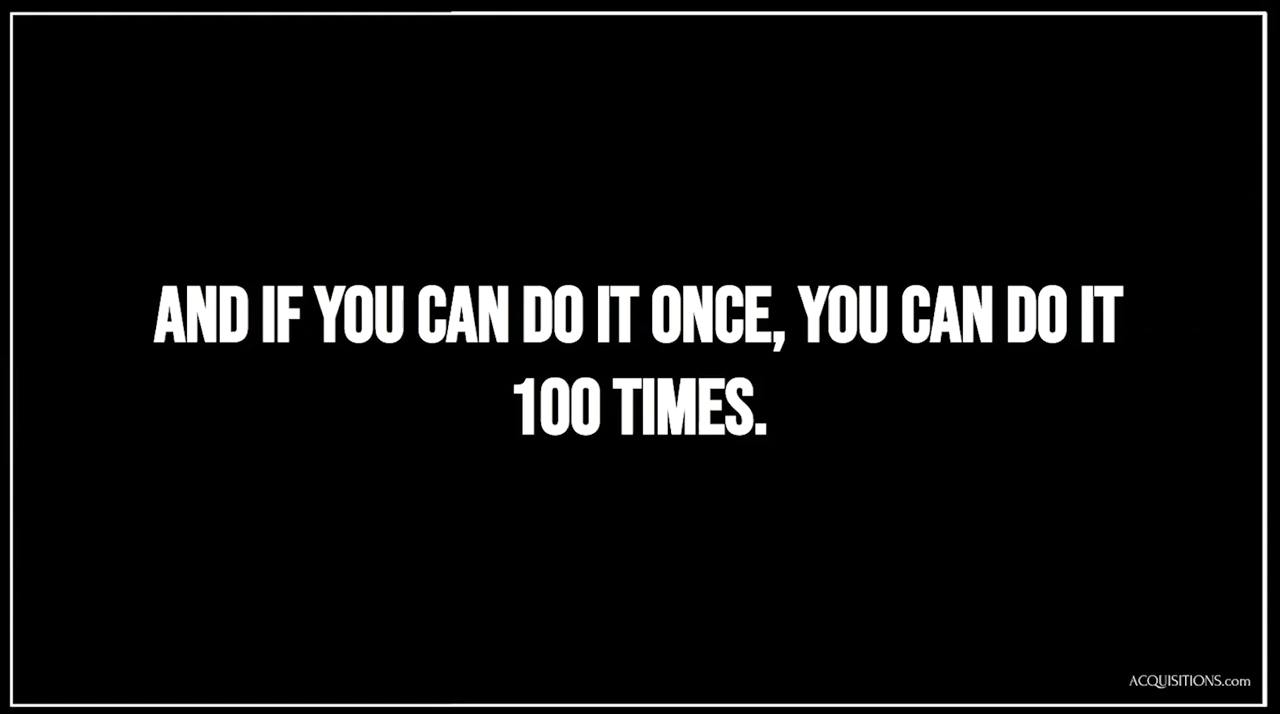 AND IF YOU CAN DO IT ONCE, YOU CAN DO IT
100 TIMES.
ACQUISITIONS.com